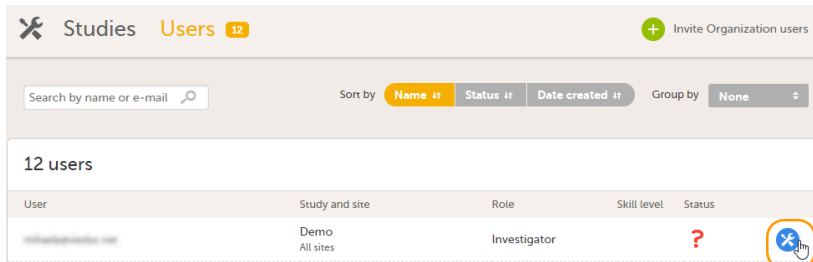 Studies Users 12 Invite Organization users
Search by name or e-mail Sort by Name Status Date created Group by None
12 users
User Study and site Role Skill level Status
Demo
All sites
Investigator
?